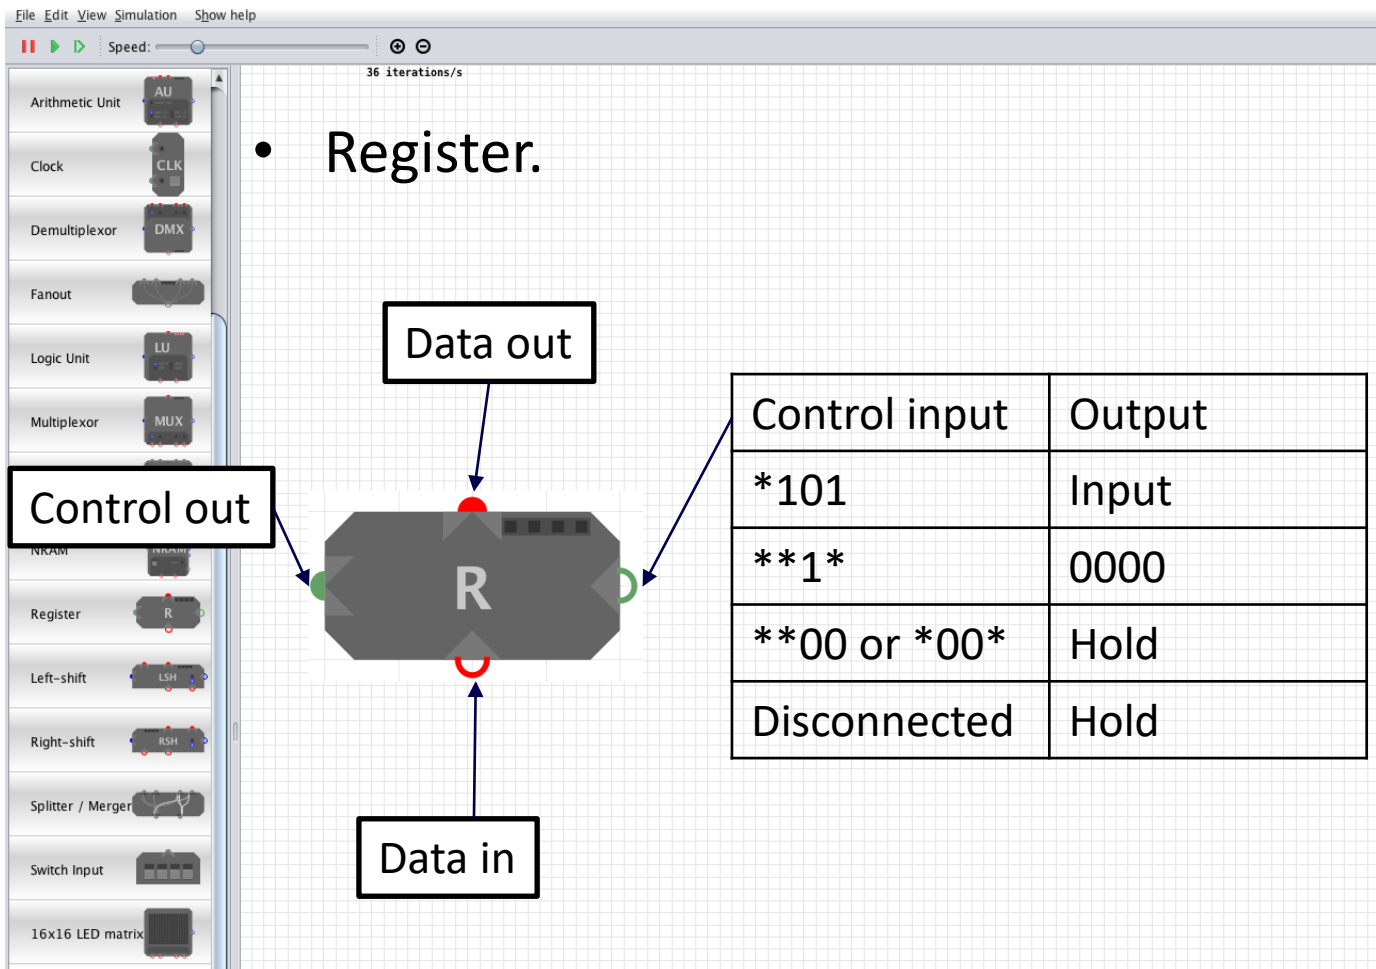 File Edit View Simulation Show help
Speed:
36 iterations/s
Arithmetic Unit AU
Clock CLK
Demultiplexor DMX
Fanout
Logic Unit LU
Multiplexor MUX
NRAM NRAM
Register R
Left-shift LSH
Right-shift RSH
Splitter / Merger
Switch Input
16x16 LED matrix
• Register.
Data out
Control out
R
Data in
Control input Output
*101 Input
**1* 0000
**00 or *00* Hold
Disconnected Hold